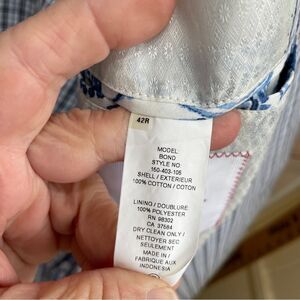 42R
MODEL:
BOND
STYLE NO:
150-403-105
SHELL / EXTERIEUR
100% COTTON / COTON
LINING / DOUBLURE
100% POLYESTER
RN 98302
CA 37584
DRY CLEAN ONLY /
NETTOYER SEC
SEULEMENT
MADE IN /
FABRIQUE AUX
INDONESIA